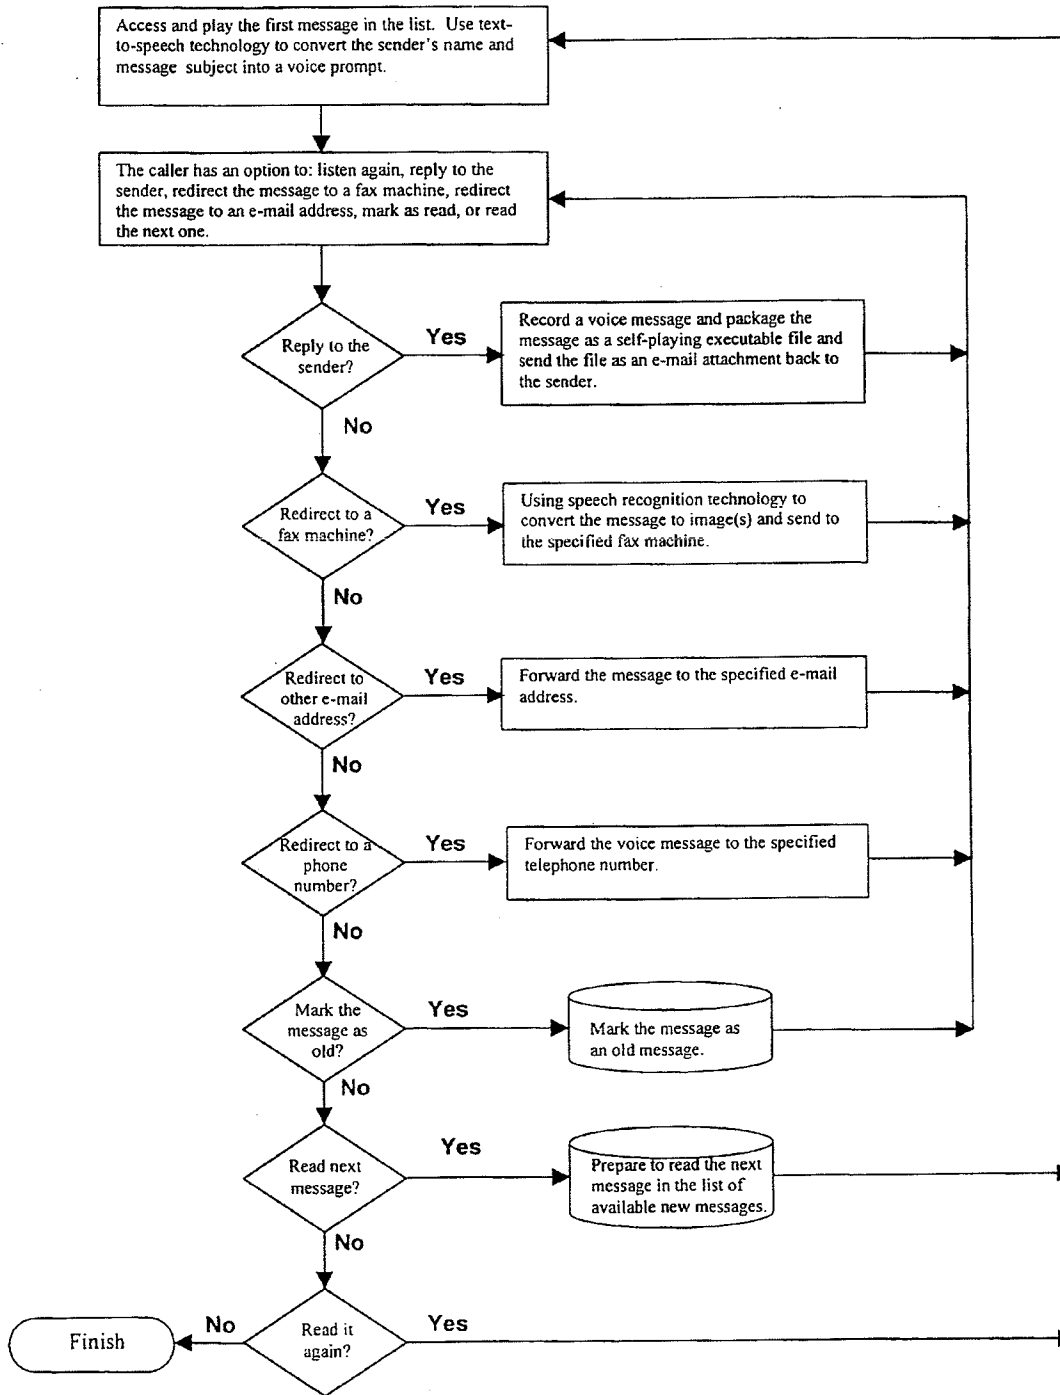 Access and play the first message in the list. Use text-
to-speech technology to convert the sender's name and
message subject into a voice prompt.
The caller has an option to: listen again, reply to the
sender, redirect the message to a fax machine, redirect
the message to an e-mail address, mark as read, or read
the next one.
Reply to the
sender?
Yes
Record a voice message and package the
message as a self-playing executable file and
send the file as an e-mail attachment back to
the sender.
No
Redirect to a
fax machine?
Yes
Using speech recognition technology to
convert the message to image(s) and send to
the specified fax machine.
No
Redirect to
other e-mail
address?
Yes
Forward the message to the specified e-mail
address.
No
Redirect to a
phone
number?
Yes
Forward the voice message to the specified
telephone number.
No
Mark the
message as
old?
Yes
Mark the message as
an old message.
No
Read next
message?
Yes
Prepare to read the next
message in the list of
available new messages.
No
Read it
again?
Yes
No
Finish